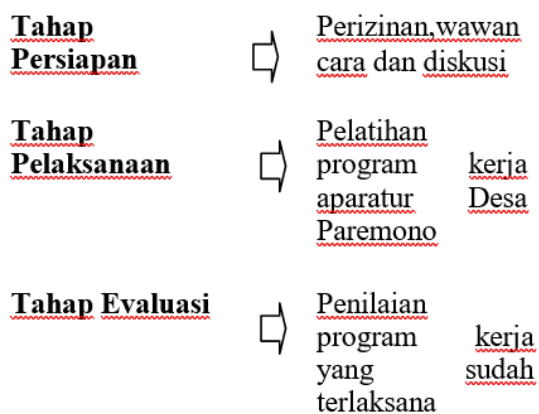 Tahap
Persiapan
Perizinan,wawan
cara dan diskusi
Tahap
Pelaksanaan
Pelatihan
program kerja
aparatur Desa
Paremono
Tahap Evaluasi
Penilaian
program kerja
yang sudah
terlaksana